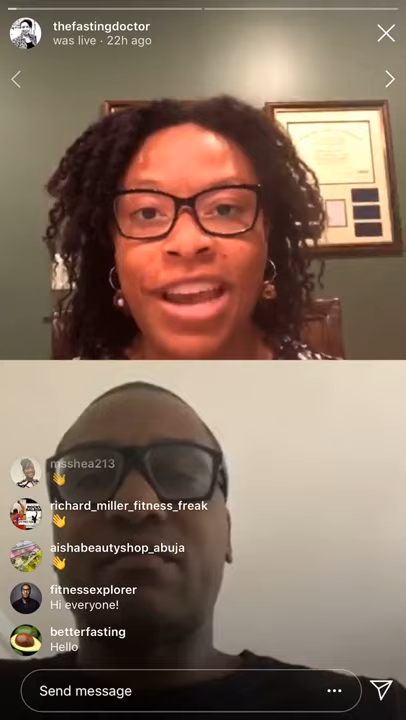 thefastingdoctor
was live · 22h ago
msshea213
👋
richard_miller_fitness_freak
👋
aishabeautyshop_abuja
👋
fitnessexplorer
Hi everyone!
betterfasting
Hello
Send message